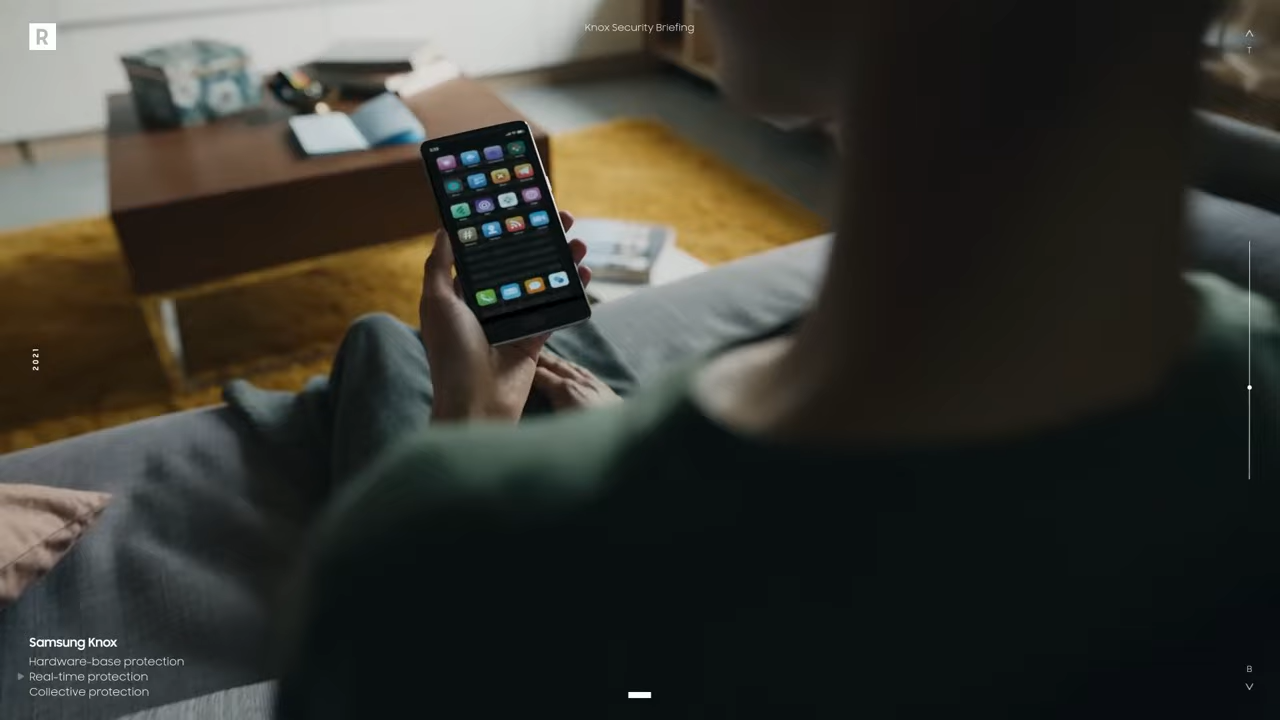 R
Knox Security Briefing
T
2021
Samsung Knox
Hardware-base protection
Real-time protection
Collective protection
B